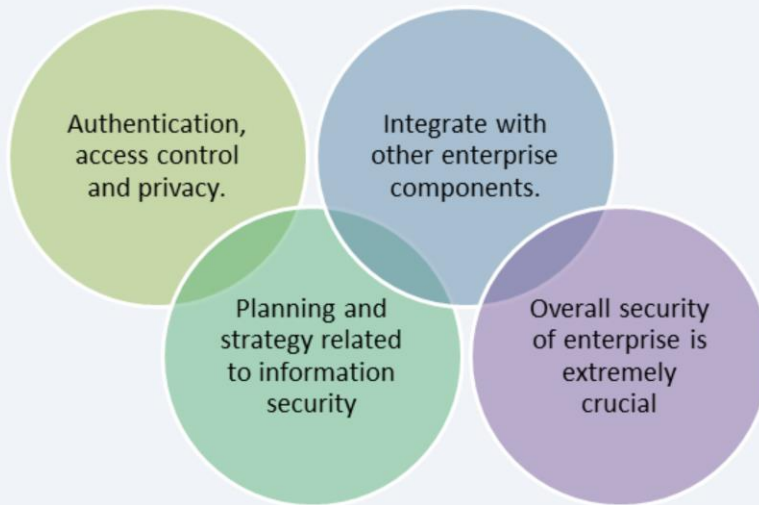 Authentication,
access control
and privacy.
Integrate with
other enterprise
components.
Planning and
strategy related
to information
security
Overall security
of enterprise is
extremely
crucial